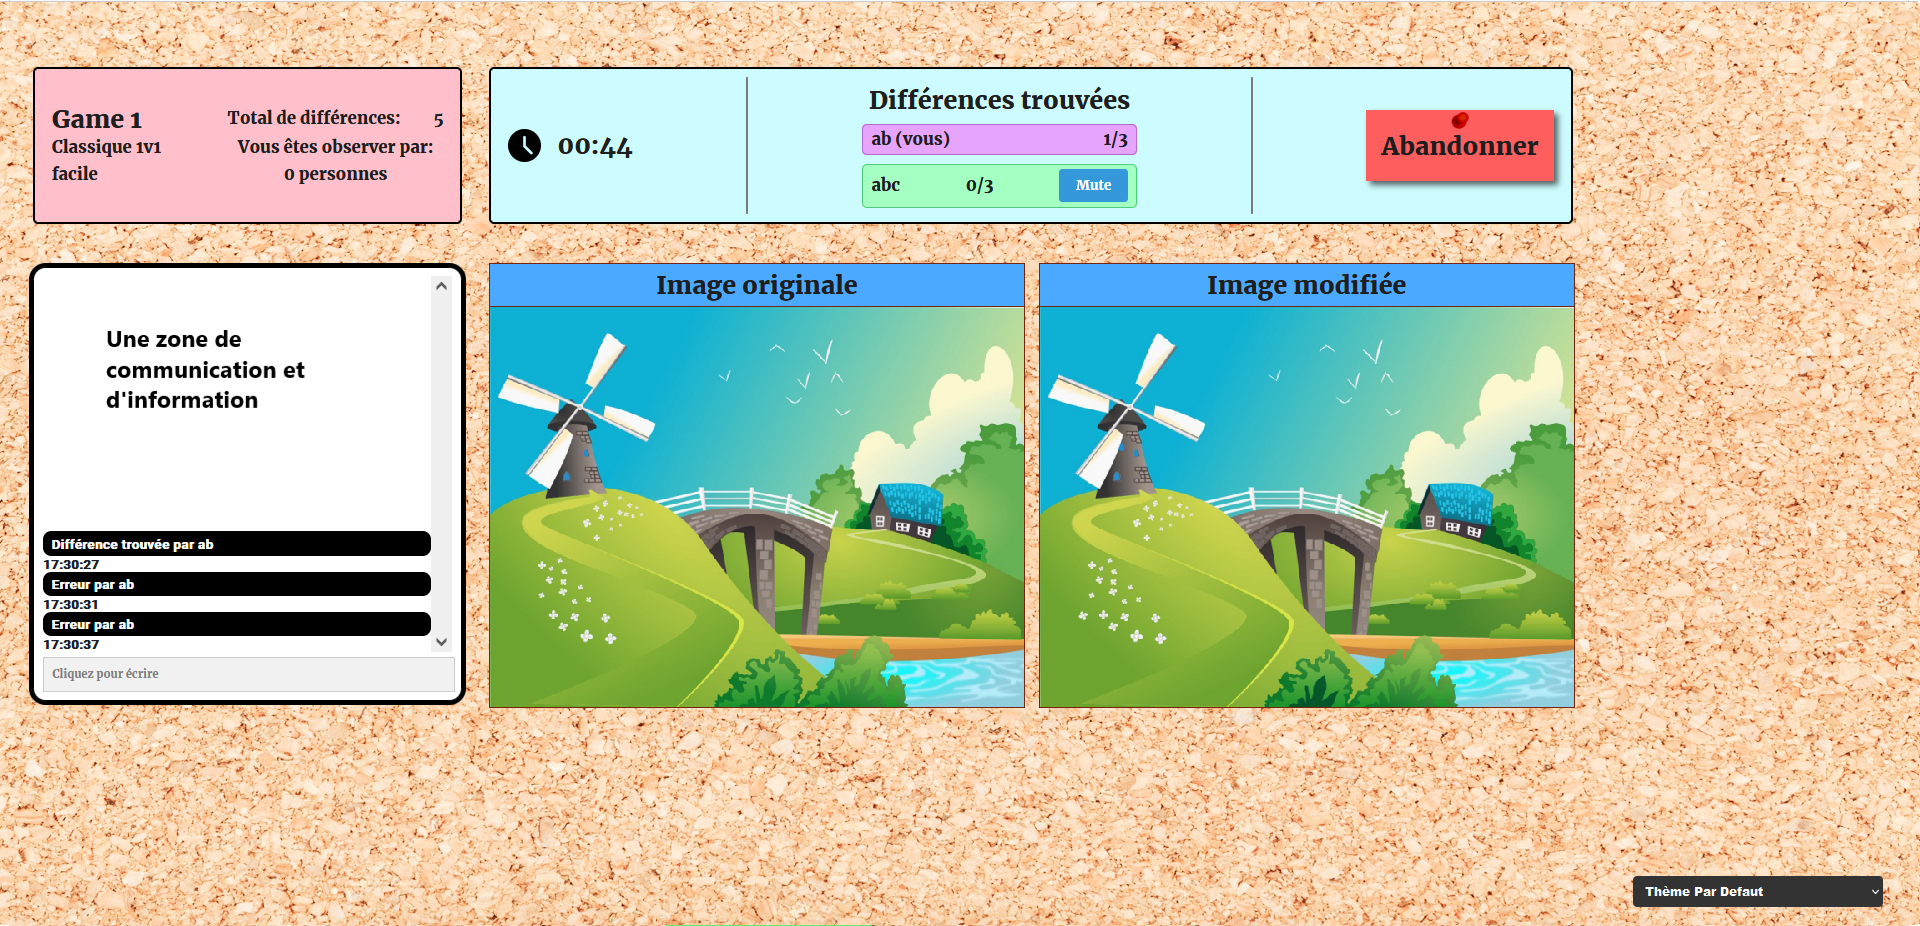 Game 1
Classique 1v1
facile
Total de différences: 5
Vous êtes observer par:
0 personnes
00:44
Différences trouvées
ab (vous) 1/3
abc 0/3 Mute
Abandonner
Une zone de
communication et
d'information
Différence trouvée par ab
17:30:27
Erreur par ab
17:30:31
Erreur par ab
17:30:37
Cliquez pour écrire
Image originale
Image modifiée
Thème Par Defaut